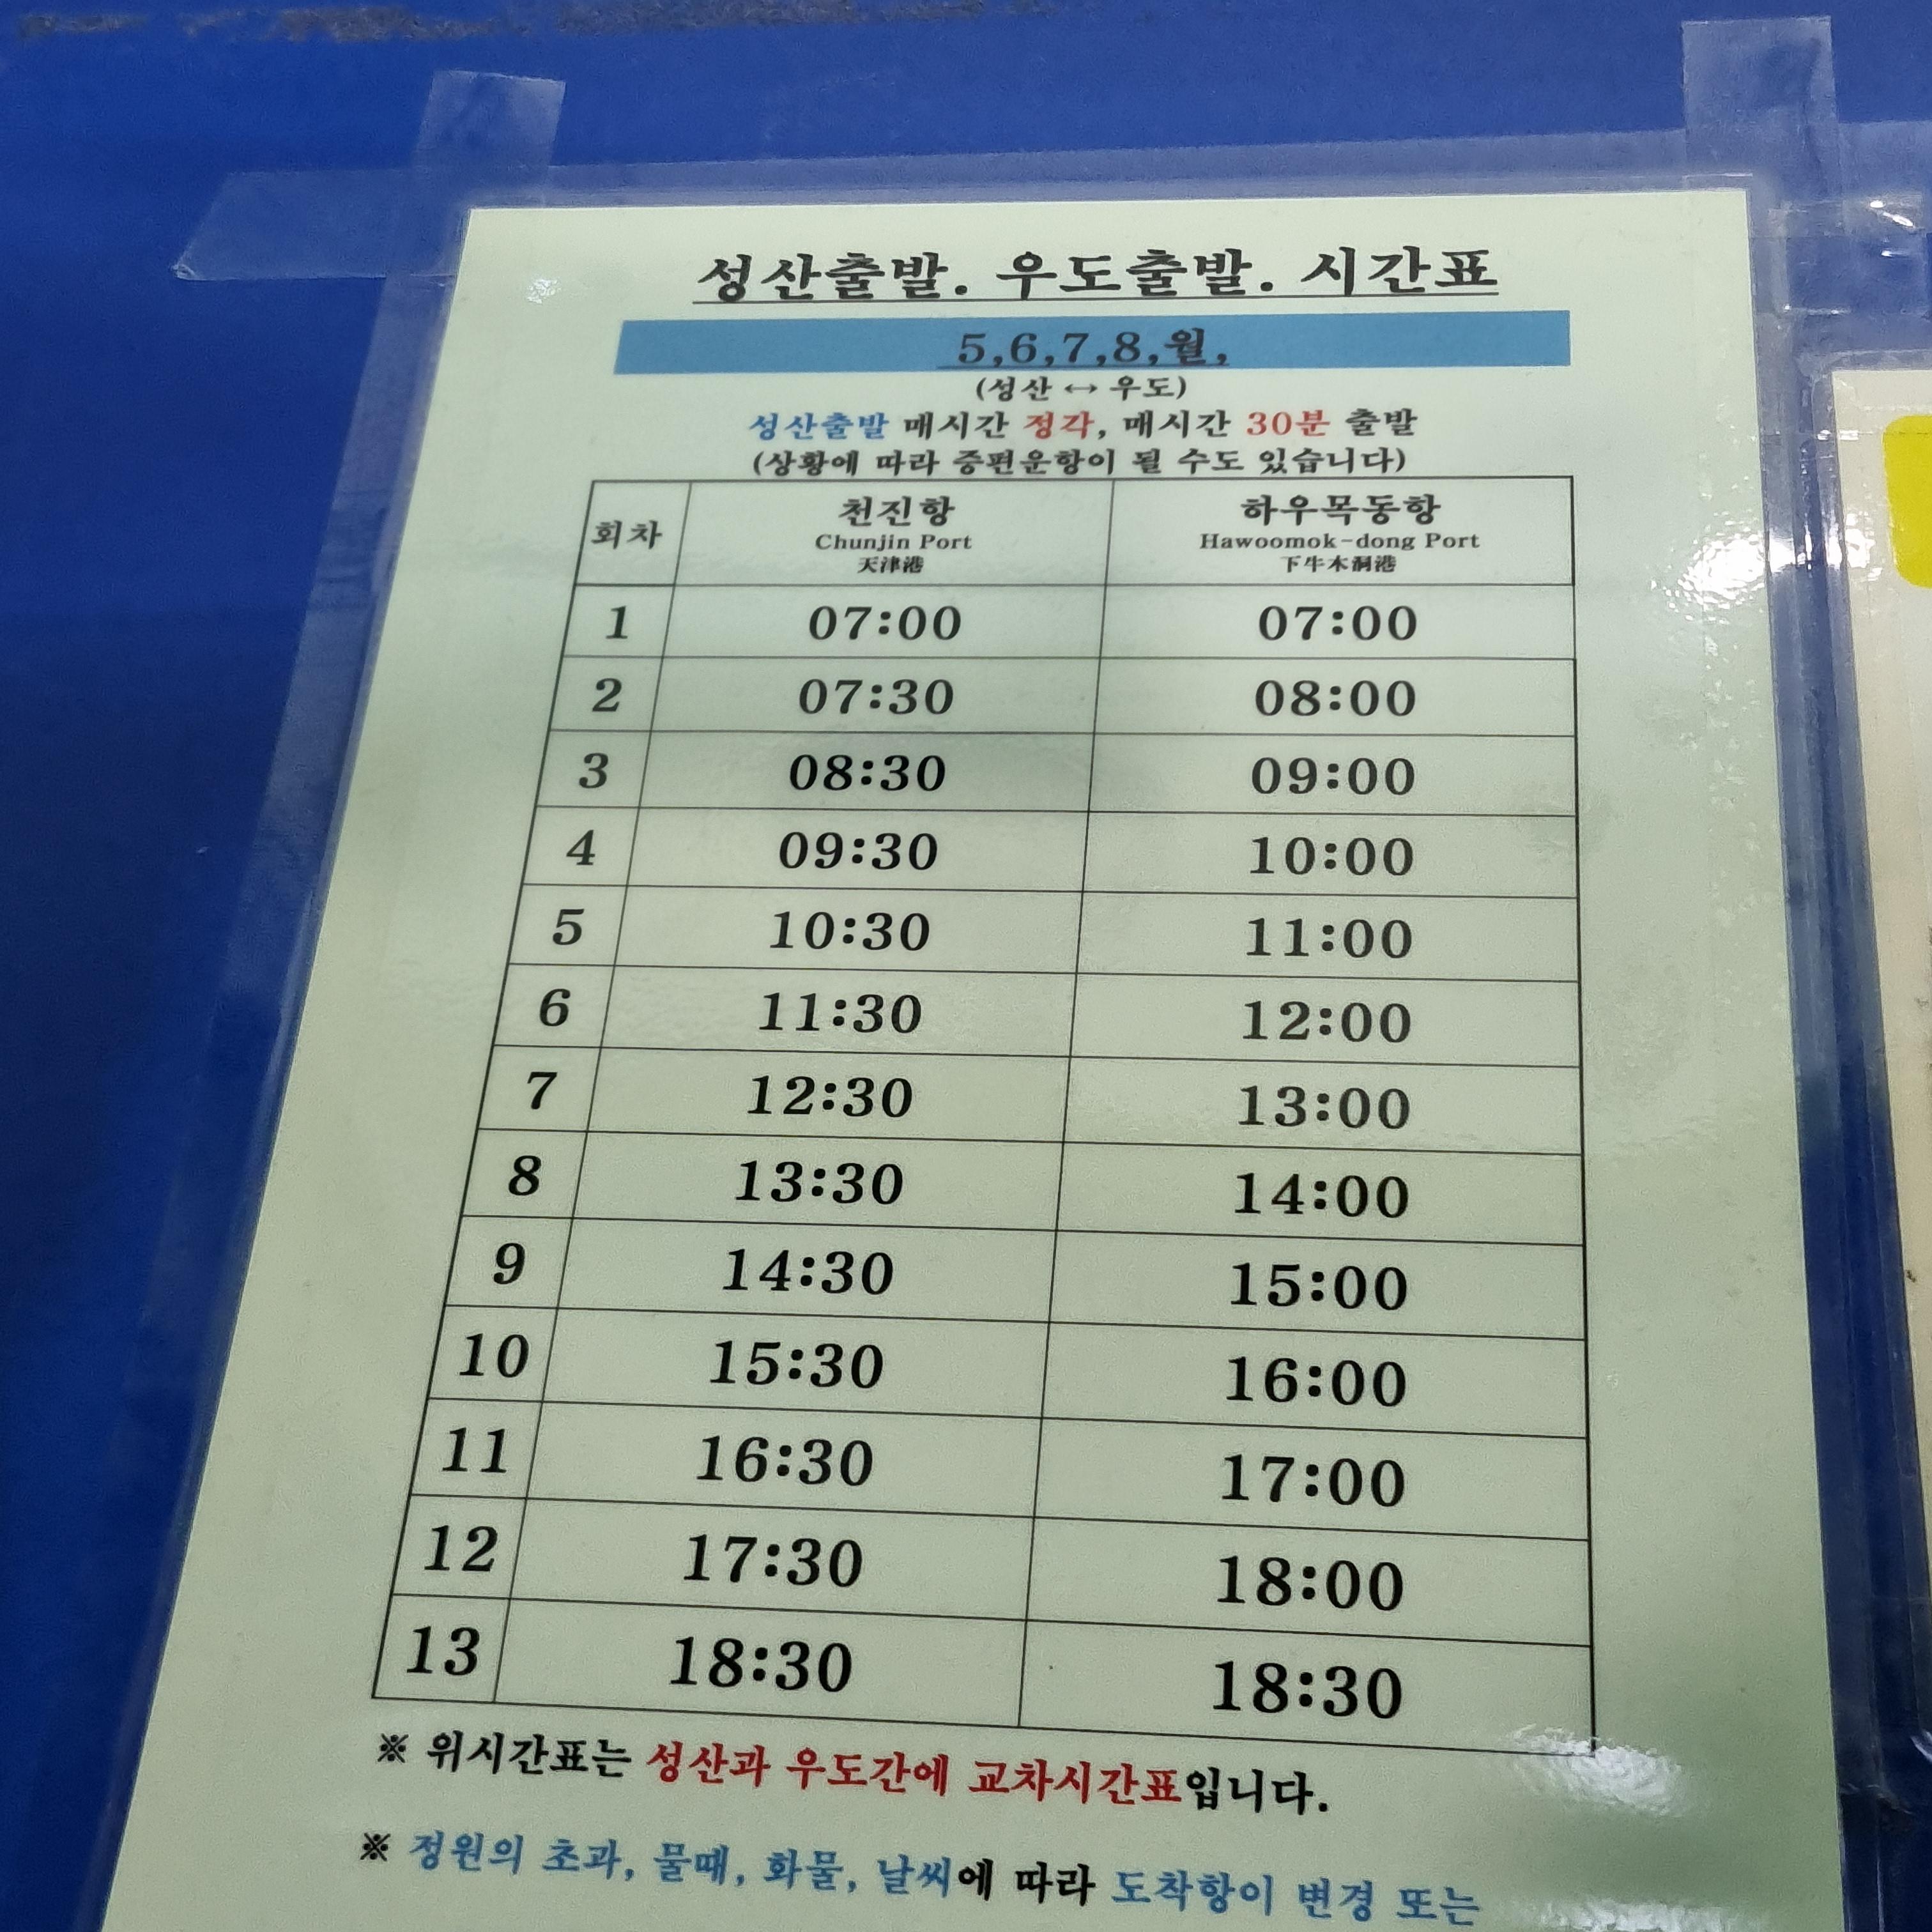 성산출발. 우도출발. 시간표
5,6,7,8,월,
(성산 ↔ 우도)
성산출발 매시간 정각, 매시간 30분 출발
(상황에 따라 증편운항이 될 수도 있습니다)
회차 천진항 하우목동항
Chunjin Port Hawoomok-dong Port
天津港 下牛木洞港
1 07:00 07:00
2 07:30 08:00
3 08:30 09:00
4 09:30 10:00
5 10:30 11:00
6 11:30 12:00
7 12:30 13:00
8 13:30 14:00
9 14:30 15:00
10 15:30 16:00
11 16:30 17:00
12 17:30 18:00
13 18:30 18:30
※ 위시간표는 성산과 우도간에 교차시간표입니다.
※ 정원의 초과, 물때, 화물, 날씨에 따라 도착항이 변경 또는